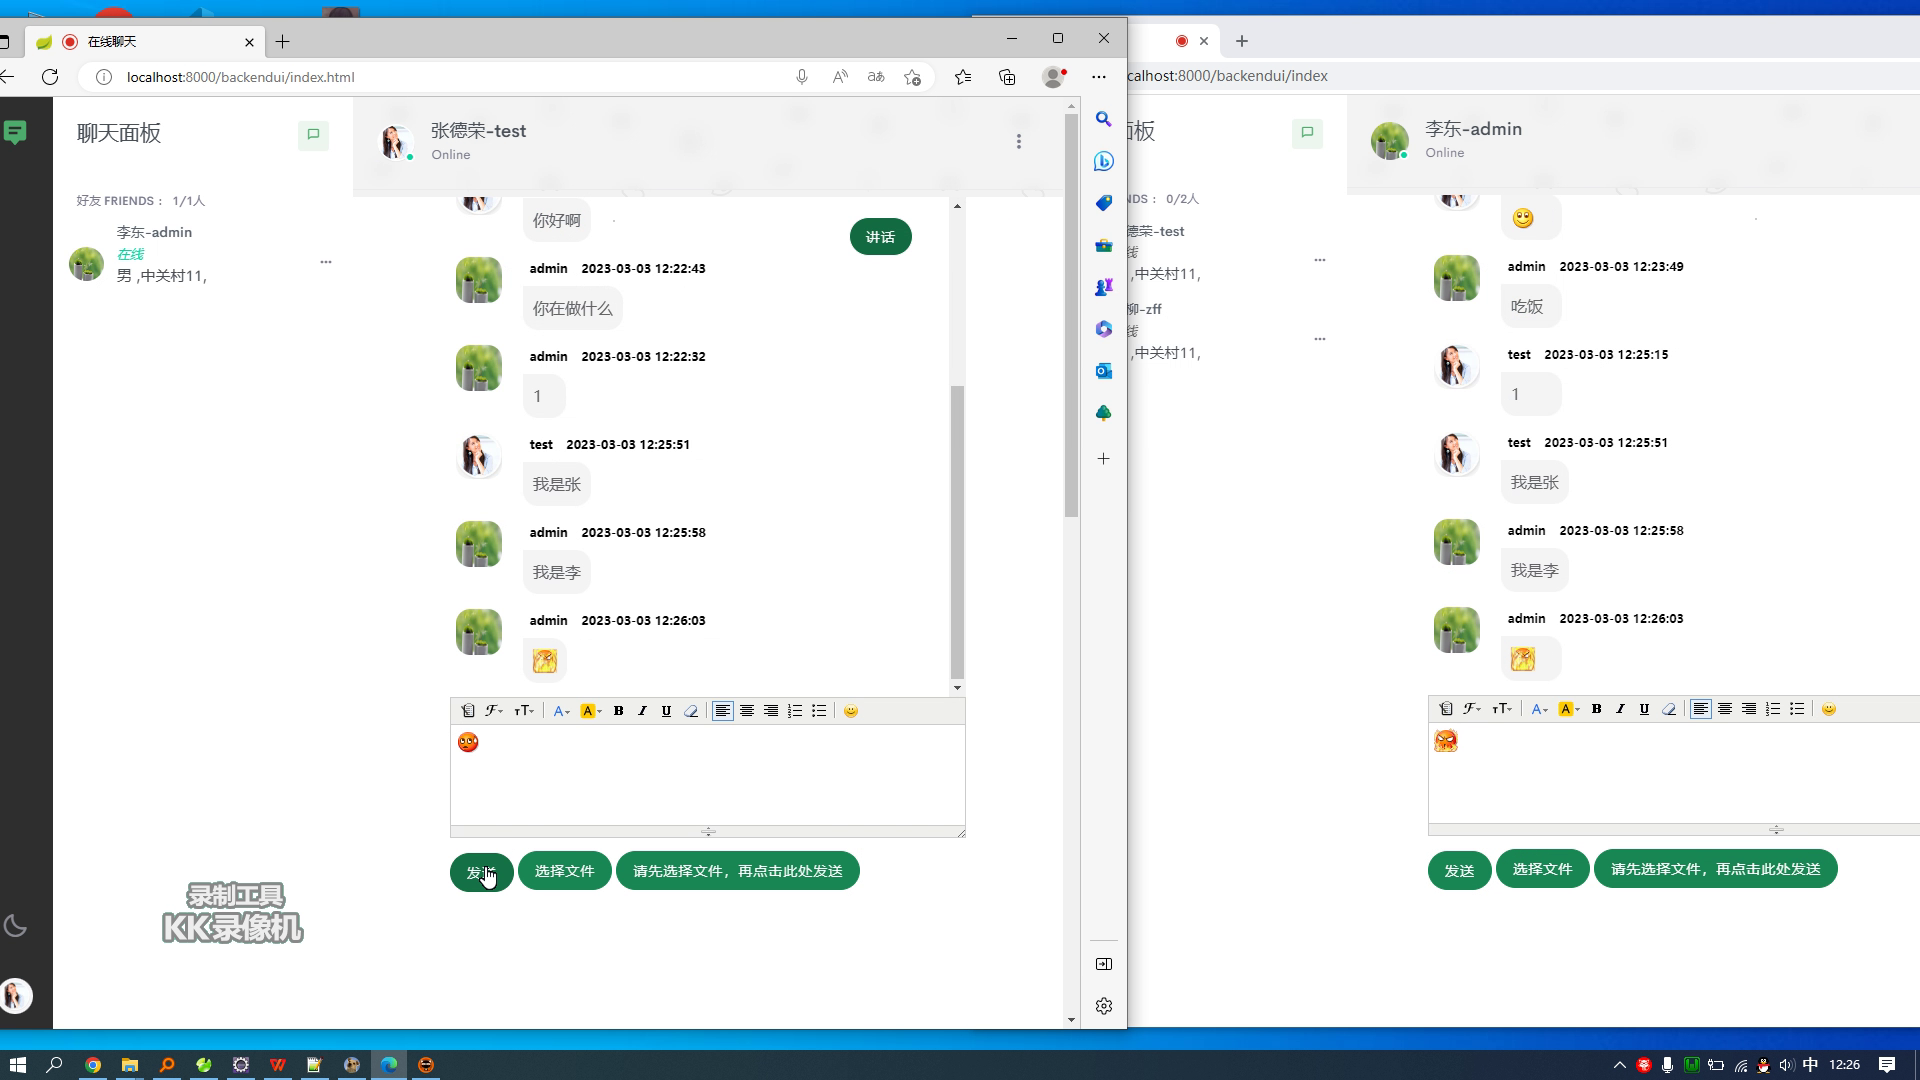 在线聊天
localhost:8000/backendui/index.html
聊天面板
好友 FRIENDS： 1/1人
李东-admin
在线
男 ,中关村11,
张德荣-test
Online
讲话
你好啊
admin 2023-03-03 12:22:43
你在做什么
admin 2023-03-03 12:22:32
1
test 2023-03-03 12:25:51
我是张
admin 2023-03-03 12:25:58
我是李
admin 2023-03-03 12:26:03
选择文件
请先选择文件，再点击此处发送
录制工具
KK录像机
calhost:8000/backendui/index
面板
NDS： 0/2人
德荣-test
线
,中关村11,
柳-zff
线
,中关村11,
李东-admin
Online
admin 2023-03-03 12:23:49
吃饭
test 2023-03-03 12:25:15
1
test 2023-03-03 12:25:51
我是张
admin 2023-03-03 12:25:58
我是李
admin 2023-03-03 12:26:03
发送
选择文件
请先选择文件，再点击此处发送
中
12:26